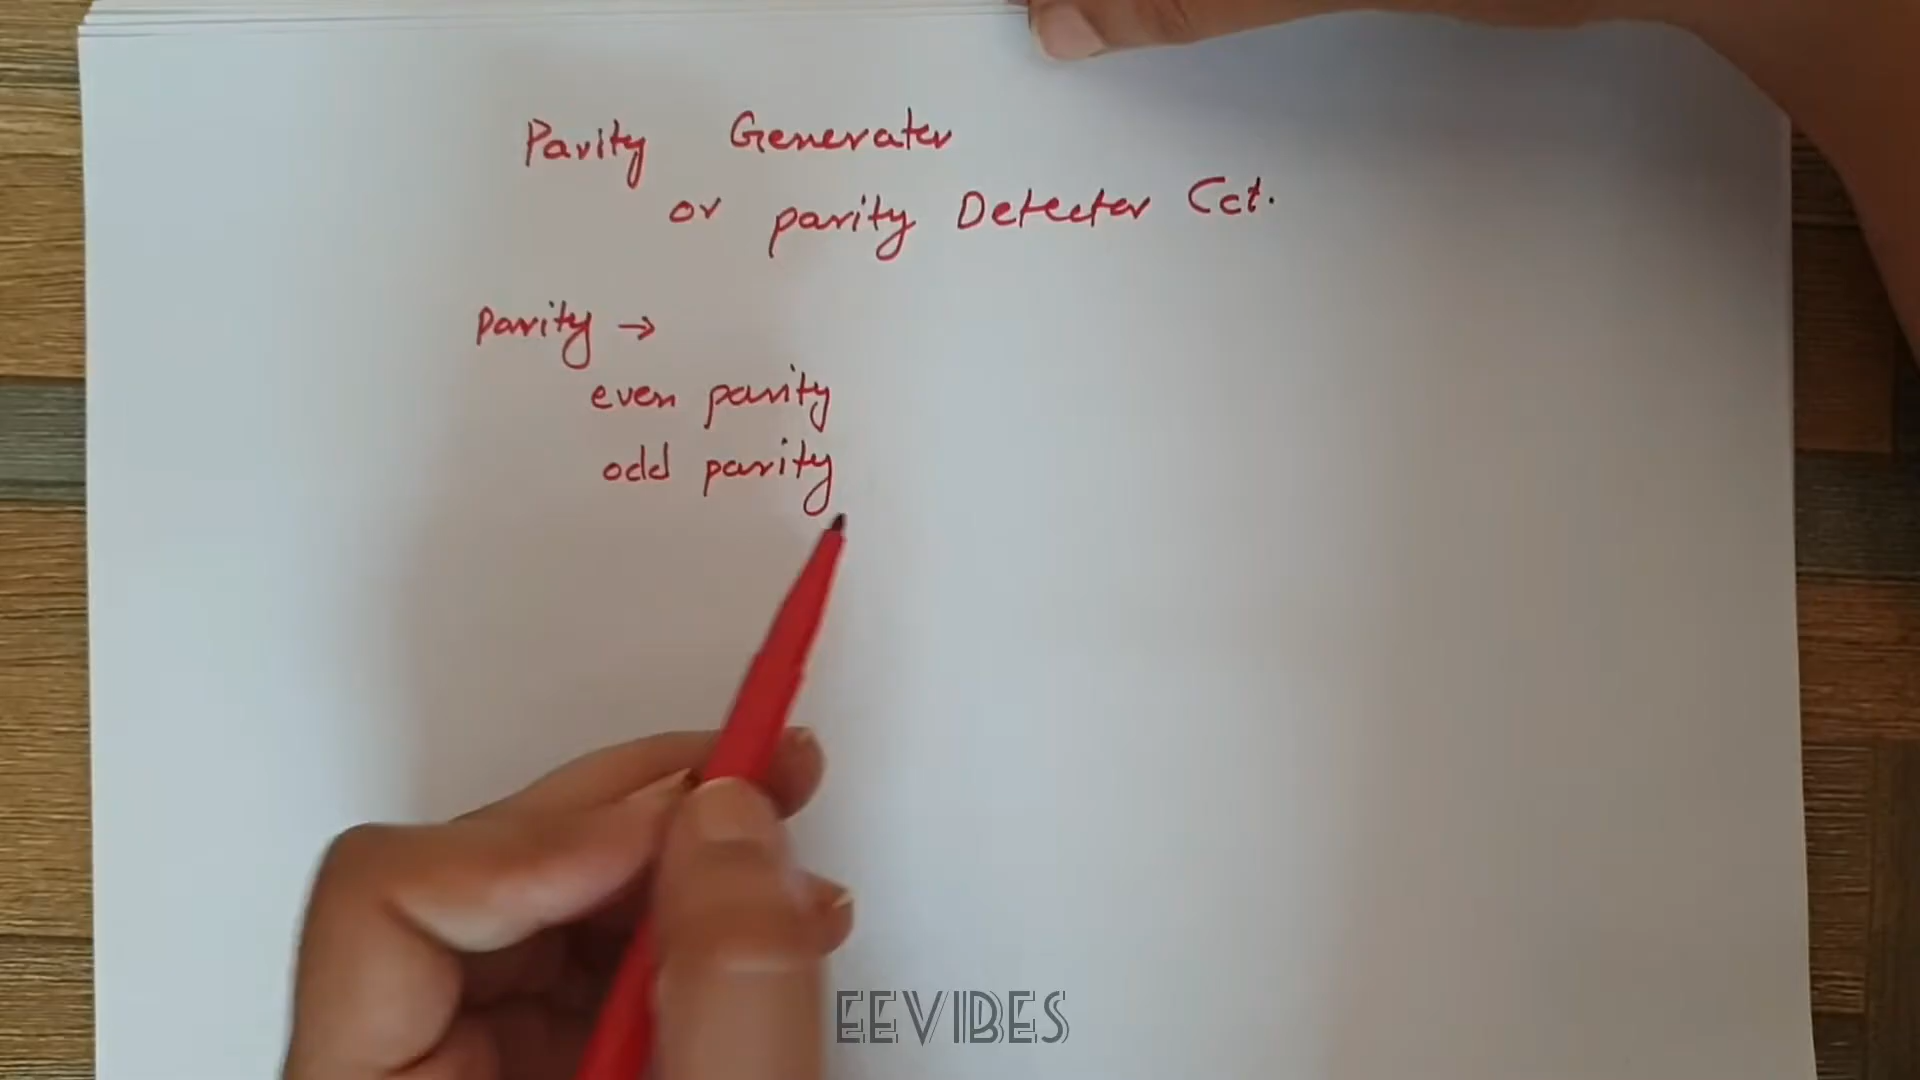 Parity Generater
or parity Detecter Cct.
Parity →
even parity
odd parity
EEVIBES